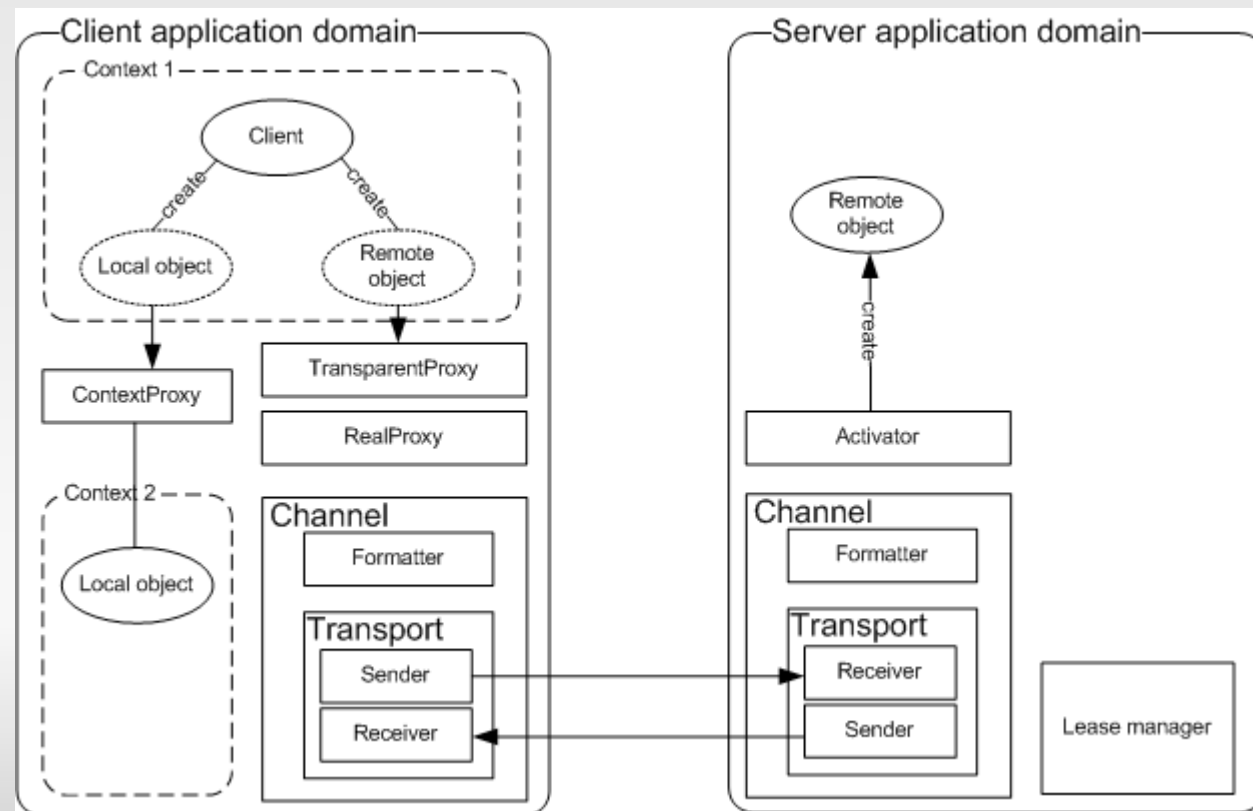 Client application domain
Context 1
Client
create
create
Local object
Remote
object
ContextProxy
TransparentProxy
RealProxy
Context 2
Local object
Channel
Formatter
Transport
Sender
Receiver
Server application domain
Remote
object
create
Activator
Channel
Formatter
Transport
Receiver
Sender
Lease manager